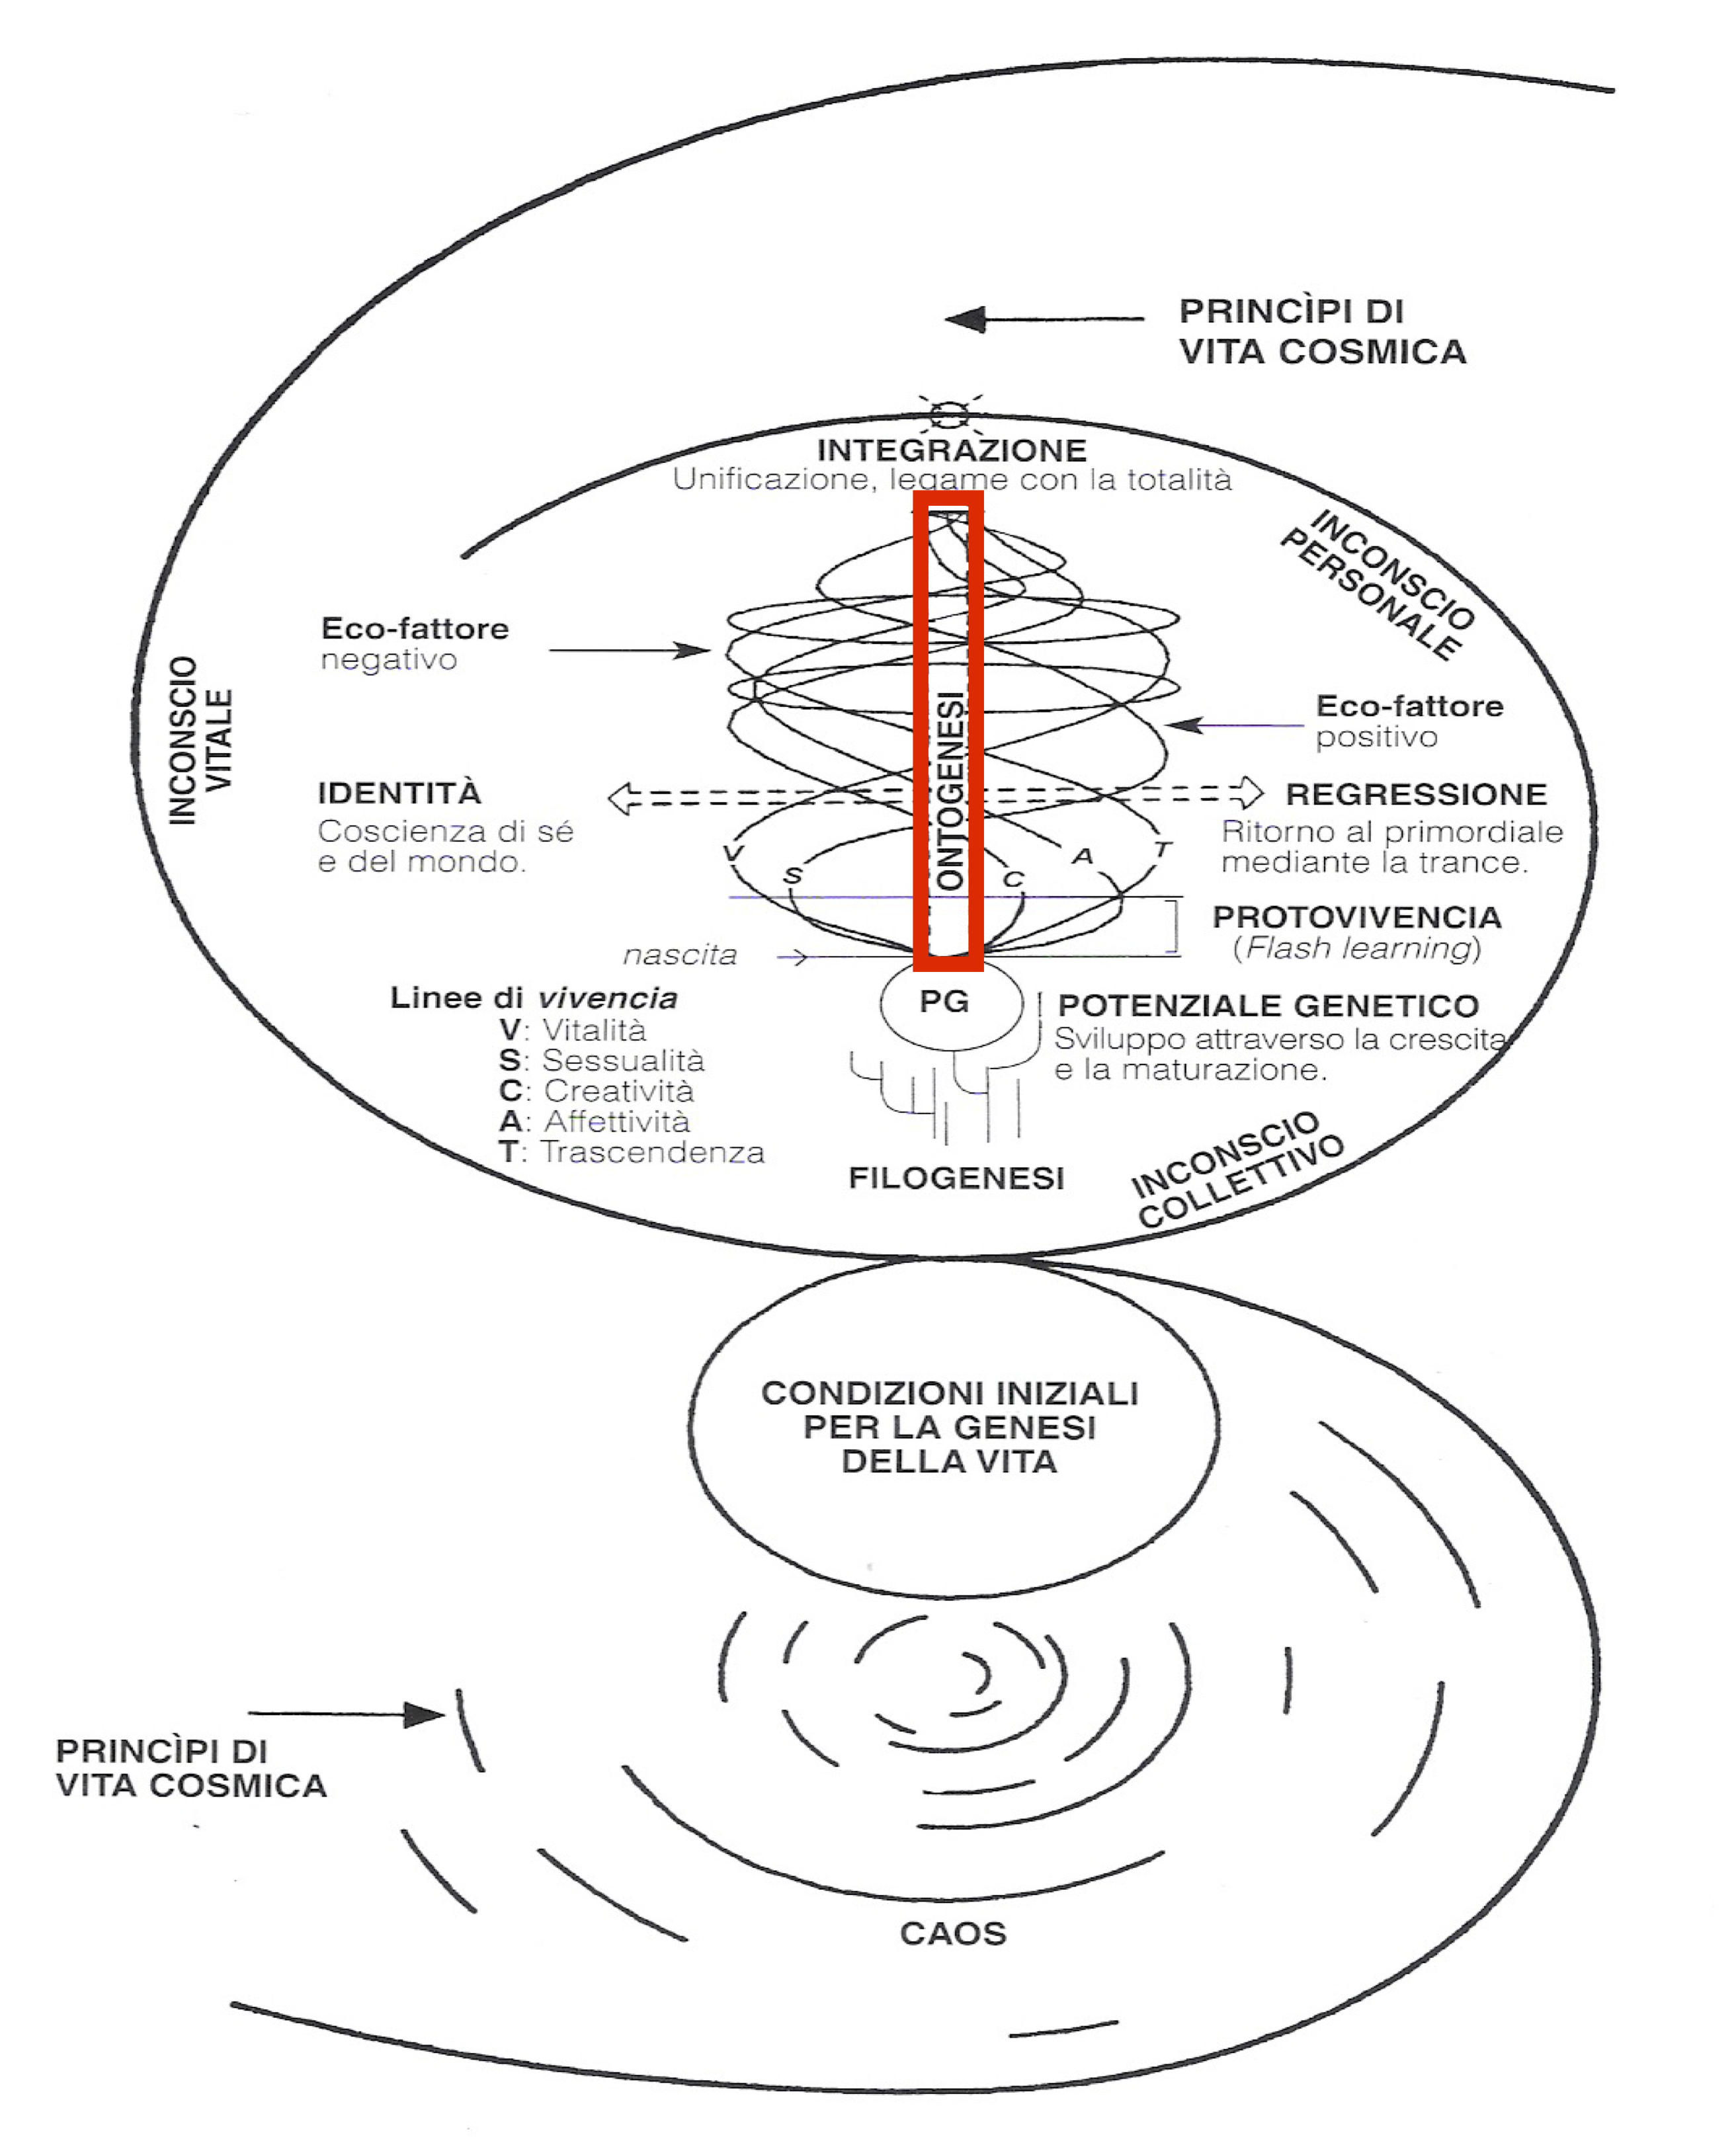 PRINCÌPI DI
VITA COSMICA
INTEGRAZIONE
Unificazione, legame con la totalità
INCONSCIO
PERSONALE
Eco-fattore
negativo
INCONSCIO
VITALE
ONTOGENESI
Eco-fattore
positivo
IDENTITÀ
Coscienza di sé
e del mondo.
REGRESSIONE
Ritorno al primordiale
mediante la trance.
V
S
C
A
T
PROTOVIVENCIA
(Flash learning)
nascita
Linee di vivencia
V: Vitalità
S: Sessualità
C: Creatività
A: Affettività
T: Trascendenza
PG
POTENZIALE GENETICO
Sviluppo attraverso la crescita
e la maturazione.
FILOGENESI
INCONSCIO
COLLETTIVO
CONDIZIONI INIZIALI
PER LA GENESI
DELLA VITA
PRINCÌPI DI
VITA COSMICA
CAOS